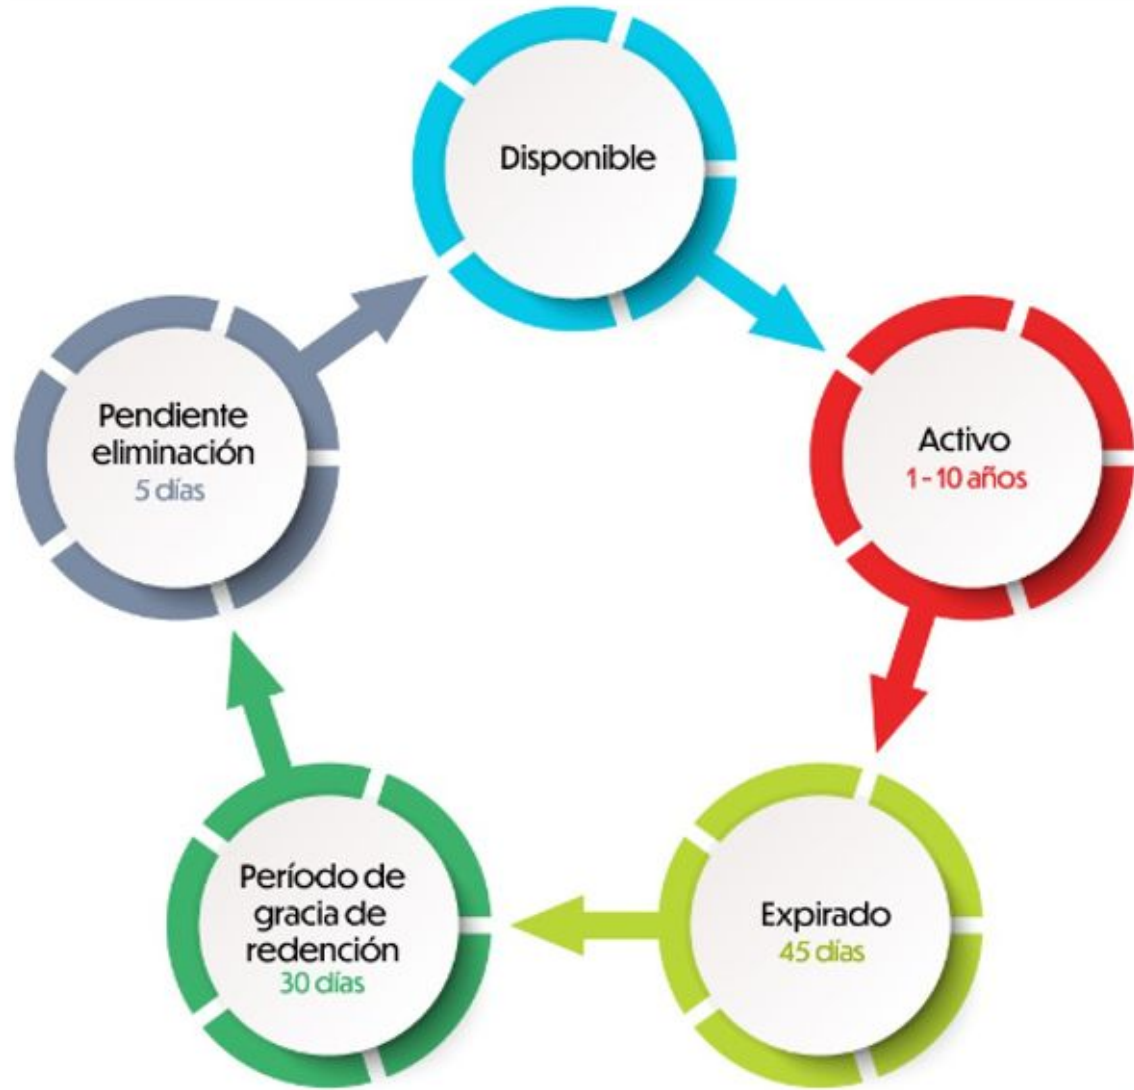 Disponible
Activo
1 - 10 años
Expirado
45 días
Período de
gracia de
redención
30 días
Pendiente
eliminación
5 días